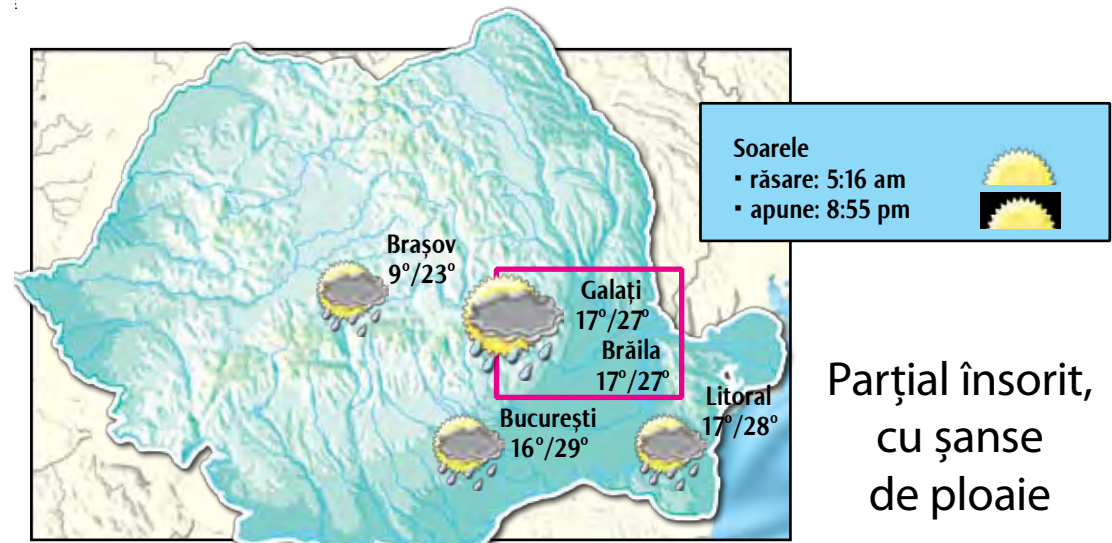 Soarele
▪ răsare: 5:16 am
▪ apune: 8:55 pm
Brașov
9°/23°
Galați
17°/27°
Brăila
17°/27°
Litoral
17°/28°
București
16°/29°
Parțial însorit,
cu șanse
de ploaie